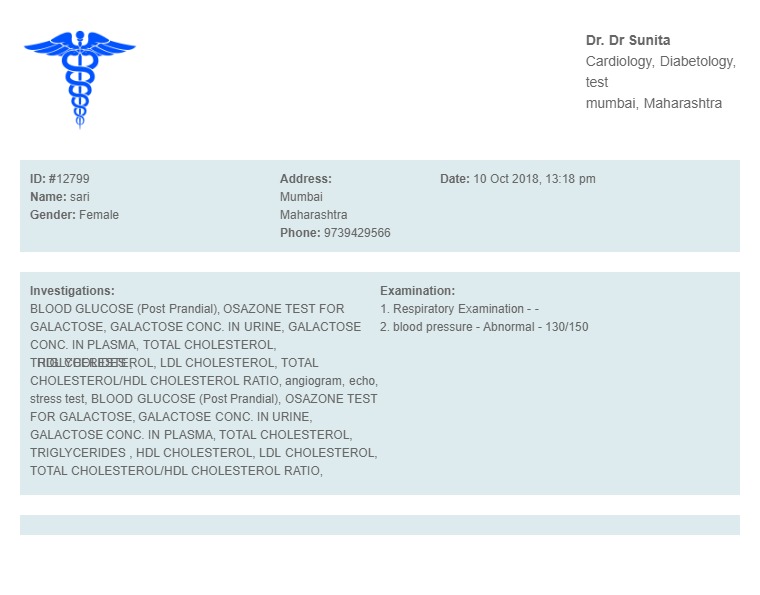 Dr. Dr Sunita
Cardiology, Diabetology,
test
mumbai, Maharashtra
ID: #12799
Name: sari
Gender: Female
Address:
Mumbai
Maharashtra
Phone: 9739429566
Date: 10 Oct 2018, 13:18 pm
Investigations:
BLOOD GLUCOSE (Post Prandial), OSAZONE TEST FOR
GALACTOSE, GALACTOSE CONC. IN URINE, GALACTOSE
CONC. IN PLASMA, TOTAL CHOLESTEROL,
TRIGLYCERIDES ,
HDL CHOLESTEROL, LDL CHOLESTEROL, TOTAL
CHOLESTEROL/HDL CHOLESTEROL RATIO, angiogram, echo,
stress test, BLOOD GLUCOSE (Post Prandial), OSAZONE TEST
FOR GALACTOSE, GALACTOSE CONC. IN URINE,
GALACTOSE CONC. IN PLASMA, TOTAL CHOLESTEROL,
TRIGLYCERIDES , HDL CHOLESTEROL, LDL CHOLESTEROL,
TOTAL CHOLESTEROL/HDL CHOLESTEROL RATIO,
Examination:
1. Respiratory Examination - -
2. blood pressure - Abnormal - 130/150